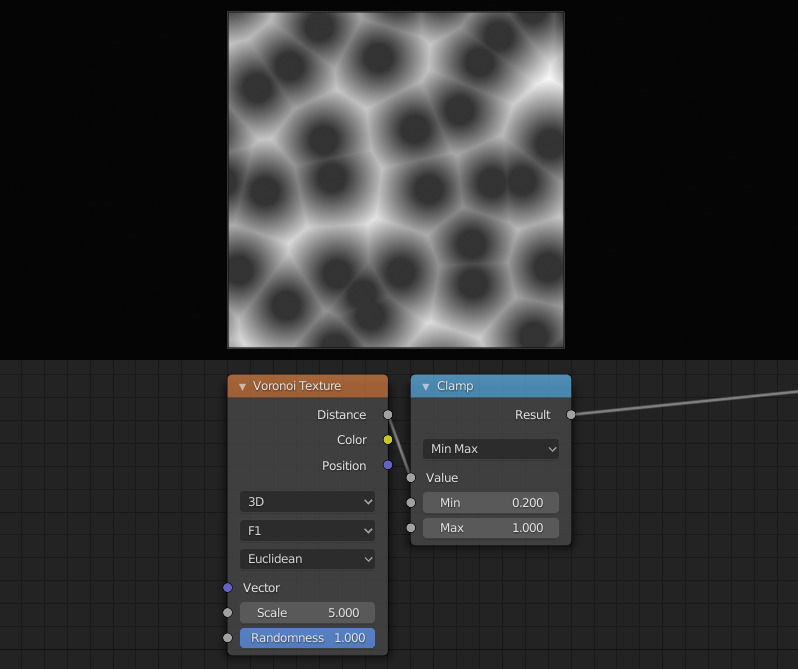 Voronoi Texture
Distance
Color
Position
3D
F1
Euclidean
Vector
Scale 5.000
Randomness 1.000
Clamp
Result
Min Max
Value
Min 0.200
Max 1.000